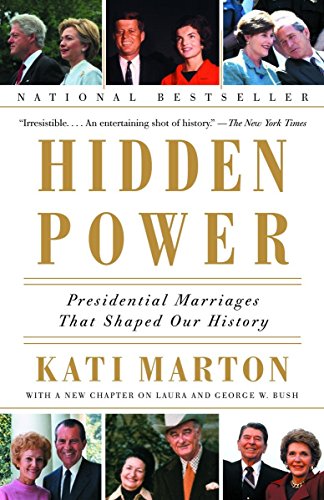 NATIONAL BESTSELLER
"Irresistible. . . . An entertaining shot of history." —The New York Times
HIDDEN
POWER
Presidential Marriages
That Shaped Our History
KATI MARTON
WITH A NEW CHAPTER ON LAURA AND GEORGE W. BUSH